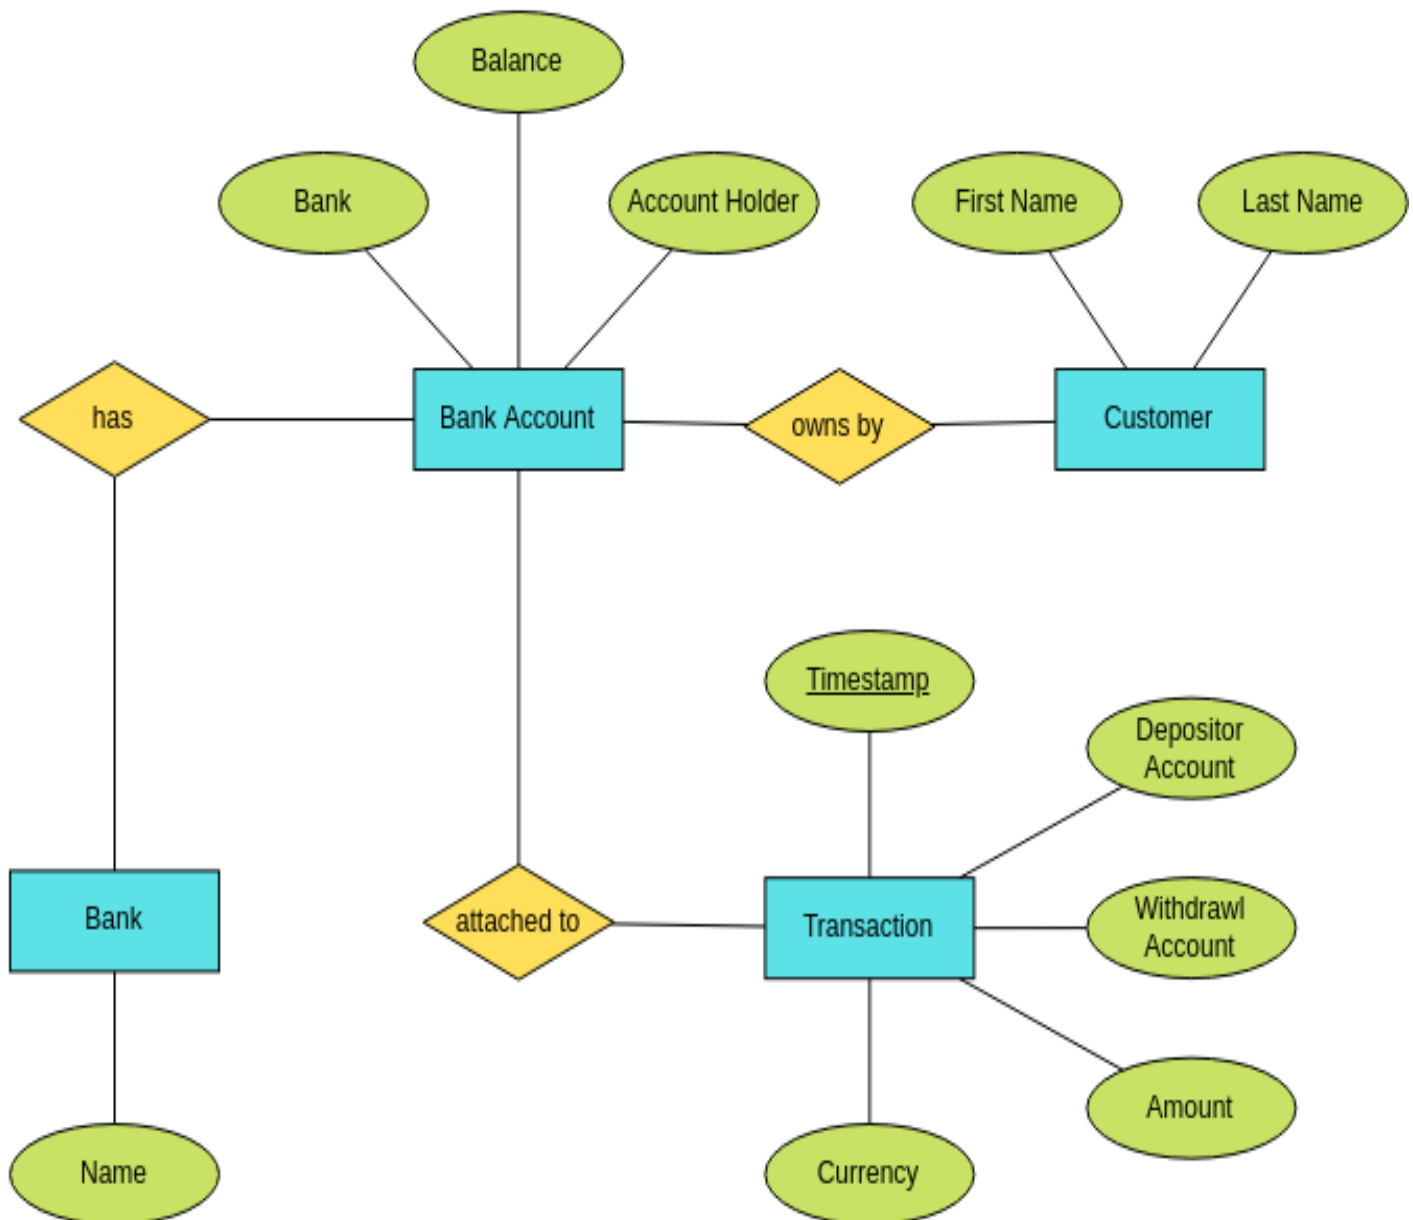 Balance
Bank
Account Holder
First Name
Last Name
has
Bank Account
owns by
Customer
Timestamp
Depositor
Account
Bank
attached to
Transaction
Withdrawl
Account
Amount
Name
Currency